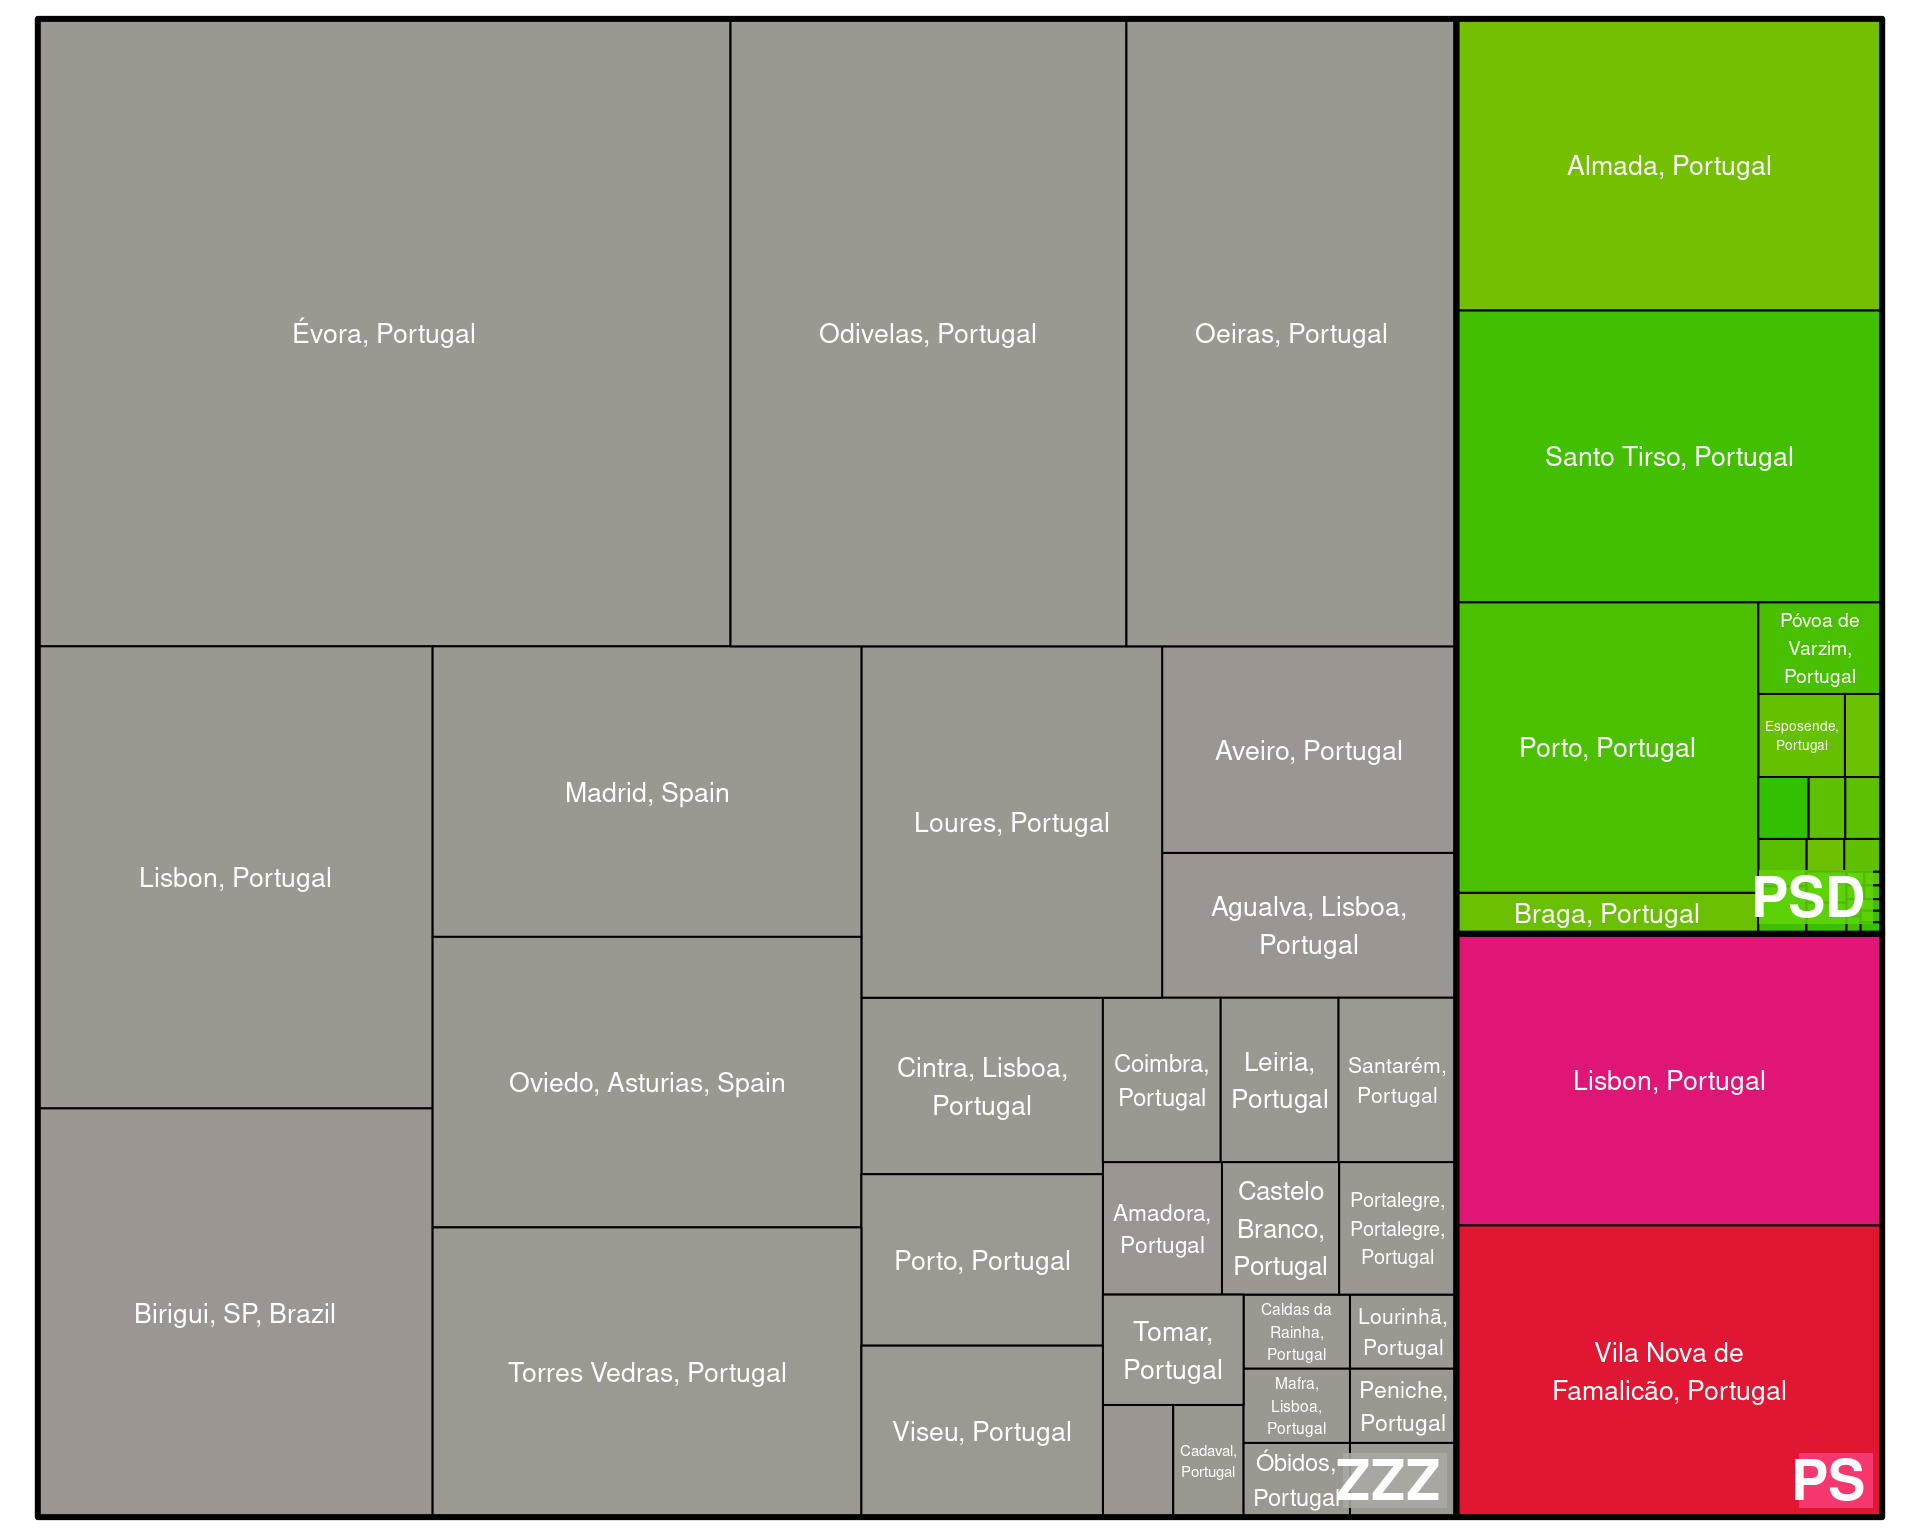 Évora, Portugal
Odivelas, Portugal
Oeiras, Portugal
Lisbon, Portugal
Birigui, SP, Brazil
Madrid, Spain
Oviedo, Asturias, Spain
Torres Vedras, Portugal
Loures, Portugal
Aveiro, Portugal
Agualva, Lisboa,
Portugal
Cintra, Lisboa,
Portugal
Porto, Portugal
Viseu, Portugal
Coimbra,
Portugal
Leiria,
Portugal
Santarém,
Portugal
Amadora,
Portugal
Castelo
Branco,
Portugal
Portalegre,
Portalegre,
Portugal
Tomar,
Portugal
Cadaval,
Portugal
Caldas da
Rainha,
Portugal
Lourinhã,
Portugal
Mafra,
Lisboa,
Portugal
Peniche,
Portugal
Óbidos,
Portugal
ZZZ
Almada, Portugal
Santo Tirso, Portugal
Porto, Portugal
Póvoa de
Varzim,
Portugal
Esposende,
Portugal
Braga, Portugal
PSD
Lisbon, Portugal
Vila Nova de
Famalicão, Portugal
PS